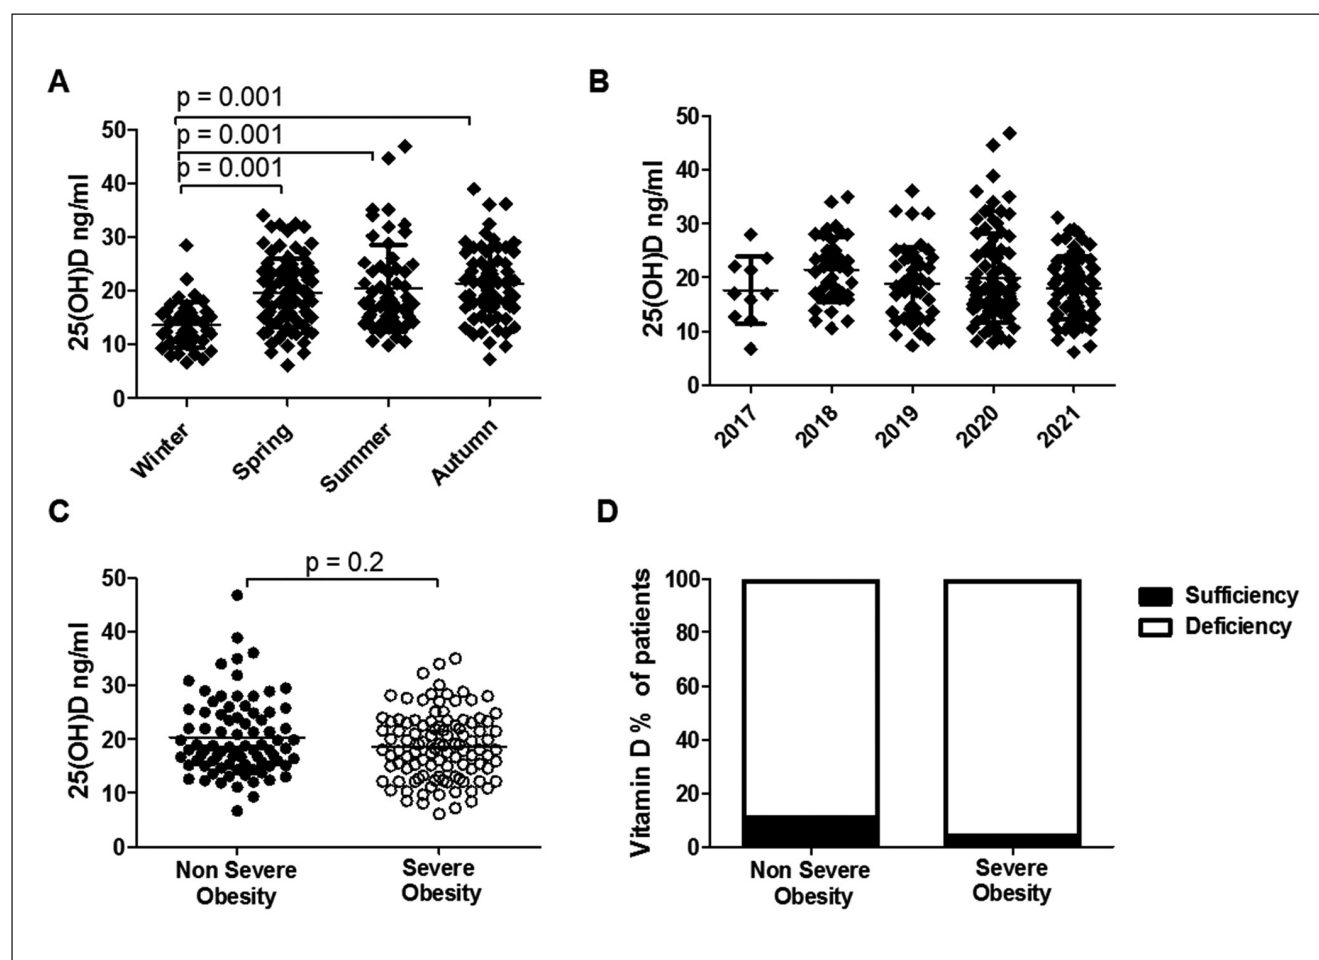 A
p = 0.001
p = 0.001
p = 0.001
50
40
30
20
10
0
25(OH)D ng/ml
Winter
Spring
Summer
Autumn
B
50
40
30
20
10
0
25(OH)D ng/ml
2017
2018
2019
2020
2021
C
p = 0.2
50
40
30
20
10
0
25(OH)D ng/ml
Non Severe
Obesity
Severe
Obesity
D
100
80
60
40
20
0
Vitamin D % of patients
Non Severe
Obesity
Severe
Obesity
Sufficiency
Deficiency